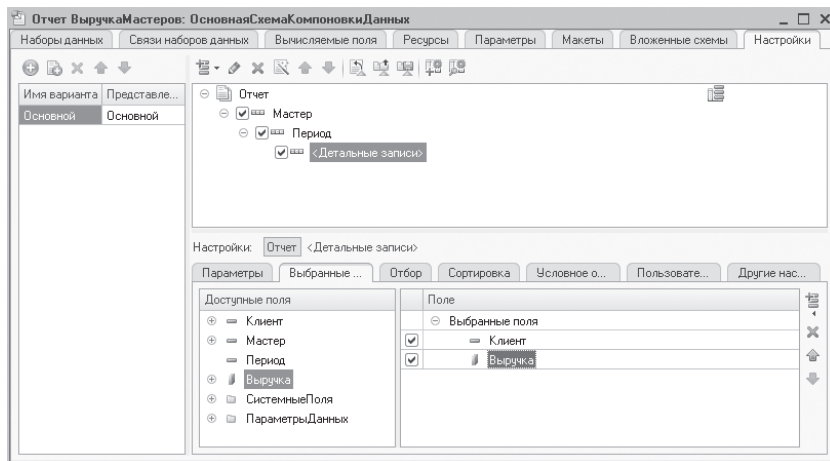 Отчет ВыручкаМастеров: ОсновнаяСхемаКомпоновкиДанных
Наборы данных Связи наборов данных Вычисляемые поля Ресурсы Параметры Макеты Вложенные схемы Настройки
Имя варианта Представле...
Основной Основной
Отчет
Мастер
Период
<Детальные записи>
Настройки: Отчет <Детальные записи>
Параметры Выбранные ... Отбор Сортировка Условное о... Пользовате... Другие нас...
Доступные поля
Клиент
Мастер
Период
Выручка
СистемныеПоля
ПараметрыДанных
Поле
Выбранные поля
Клиент
Выручка